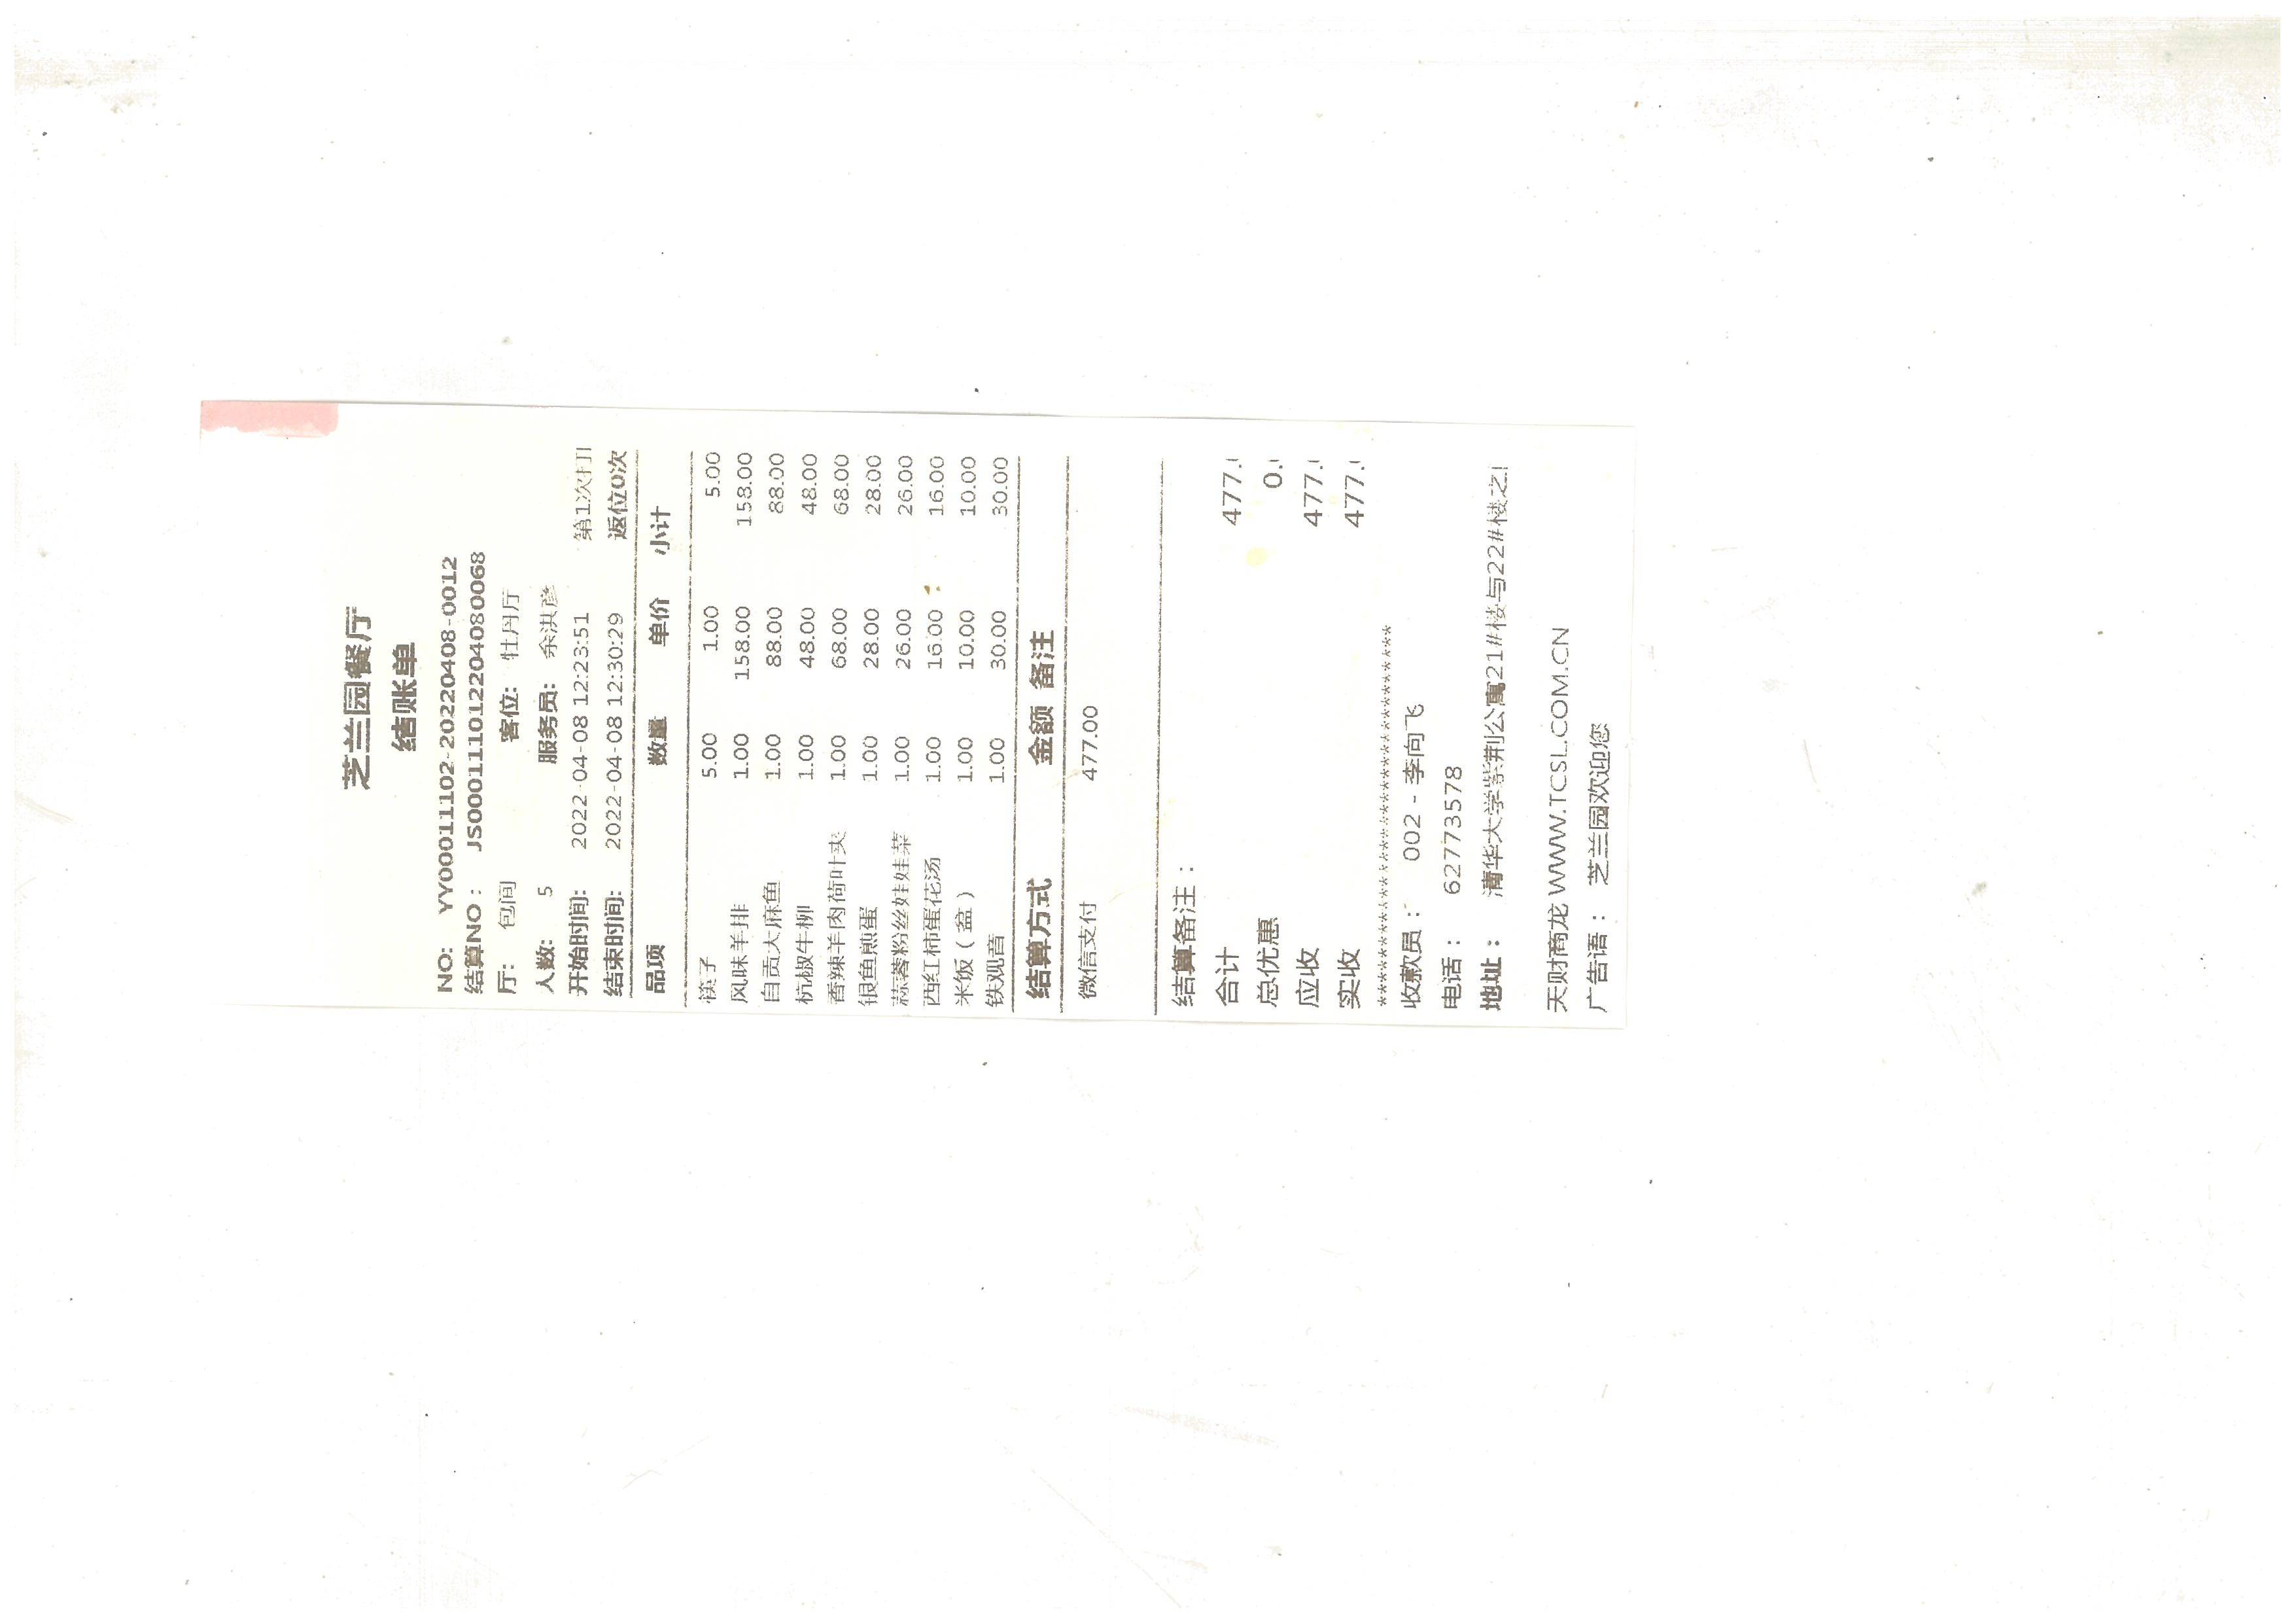 芝兰园餐厅
结账单
NO: YY00011102-20220408-0012
结算NO： JS0001110122040800​68
厅: 包间 客位: 牡丹厅
人数: 5 服务员: 余洪彦
开始时间: 2022-04-08 12:23:51 第1次打
结束时间: 2022-04-08 12:30:29 返位0次
品项 数量 单价 小计
筷子 5.00 1.00 5.00
风味羊排 1.00 158.00 158.00
自贡大麻鱼 1.00 88.00 88.00
杭椒牛柳 1.00 48.00 48.00
香辣羊肉荷叶夹 1.00 68.00 68.00
银鱼煎蛋 1.00 28.00 28.00
蒜蓉粉丝娃娃菜 1.00 26.00 26.00
西红柿蛋花汤 1.00 16.00 16.00
米饭（盆） 1.00 10.00 10.00
铁观音 1.00 30.00 30.00
结算方式 金额 备注
微信支付 477.00
结算备注：
合计 477.
总优惠 0.
应收 477.
实收 477.
****************************************
收款员： 002 - 李向飞
电话： 62773578
地址： 清华大学紫荆公寓21#楼与22#楼之
天财商龙 WWW.TCSL.COM.CN
广告语： 芝兰园欢迎您